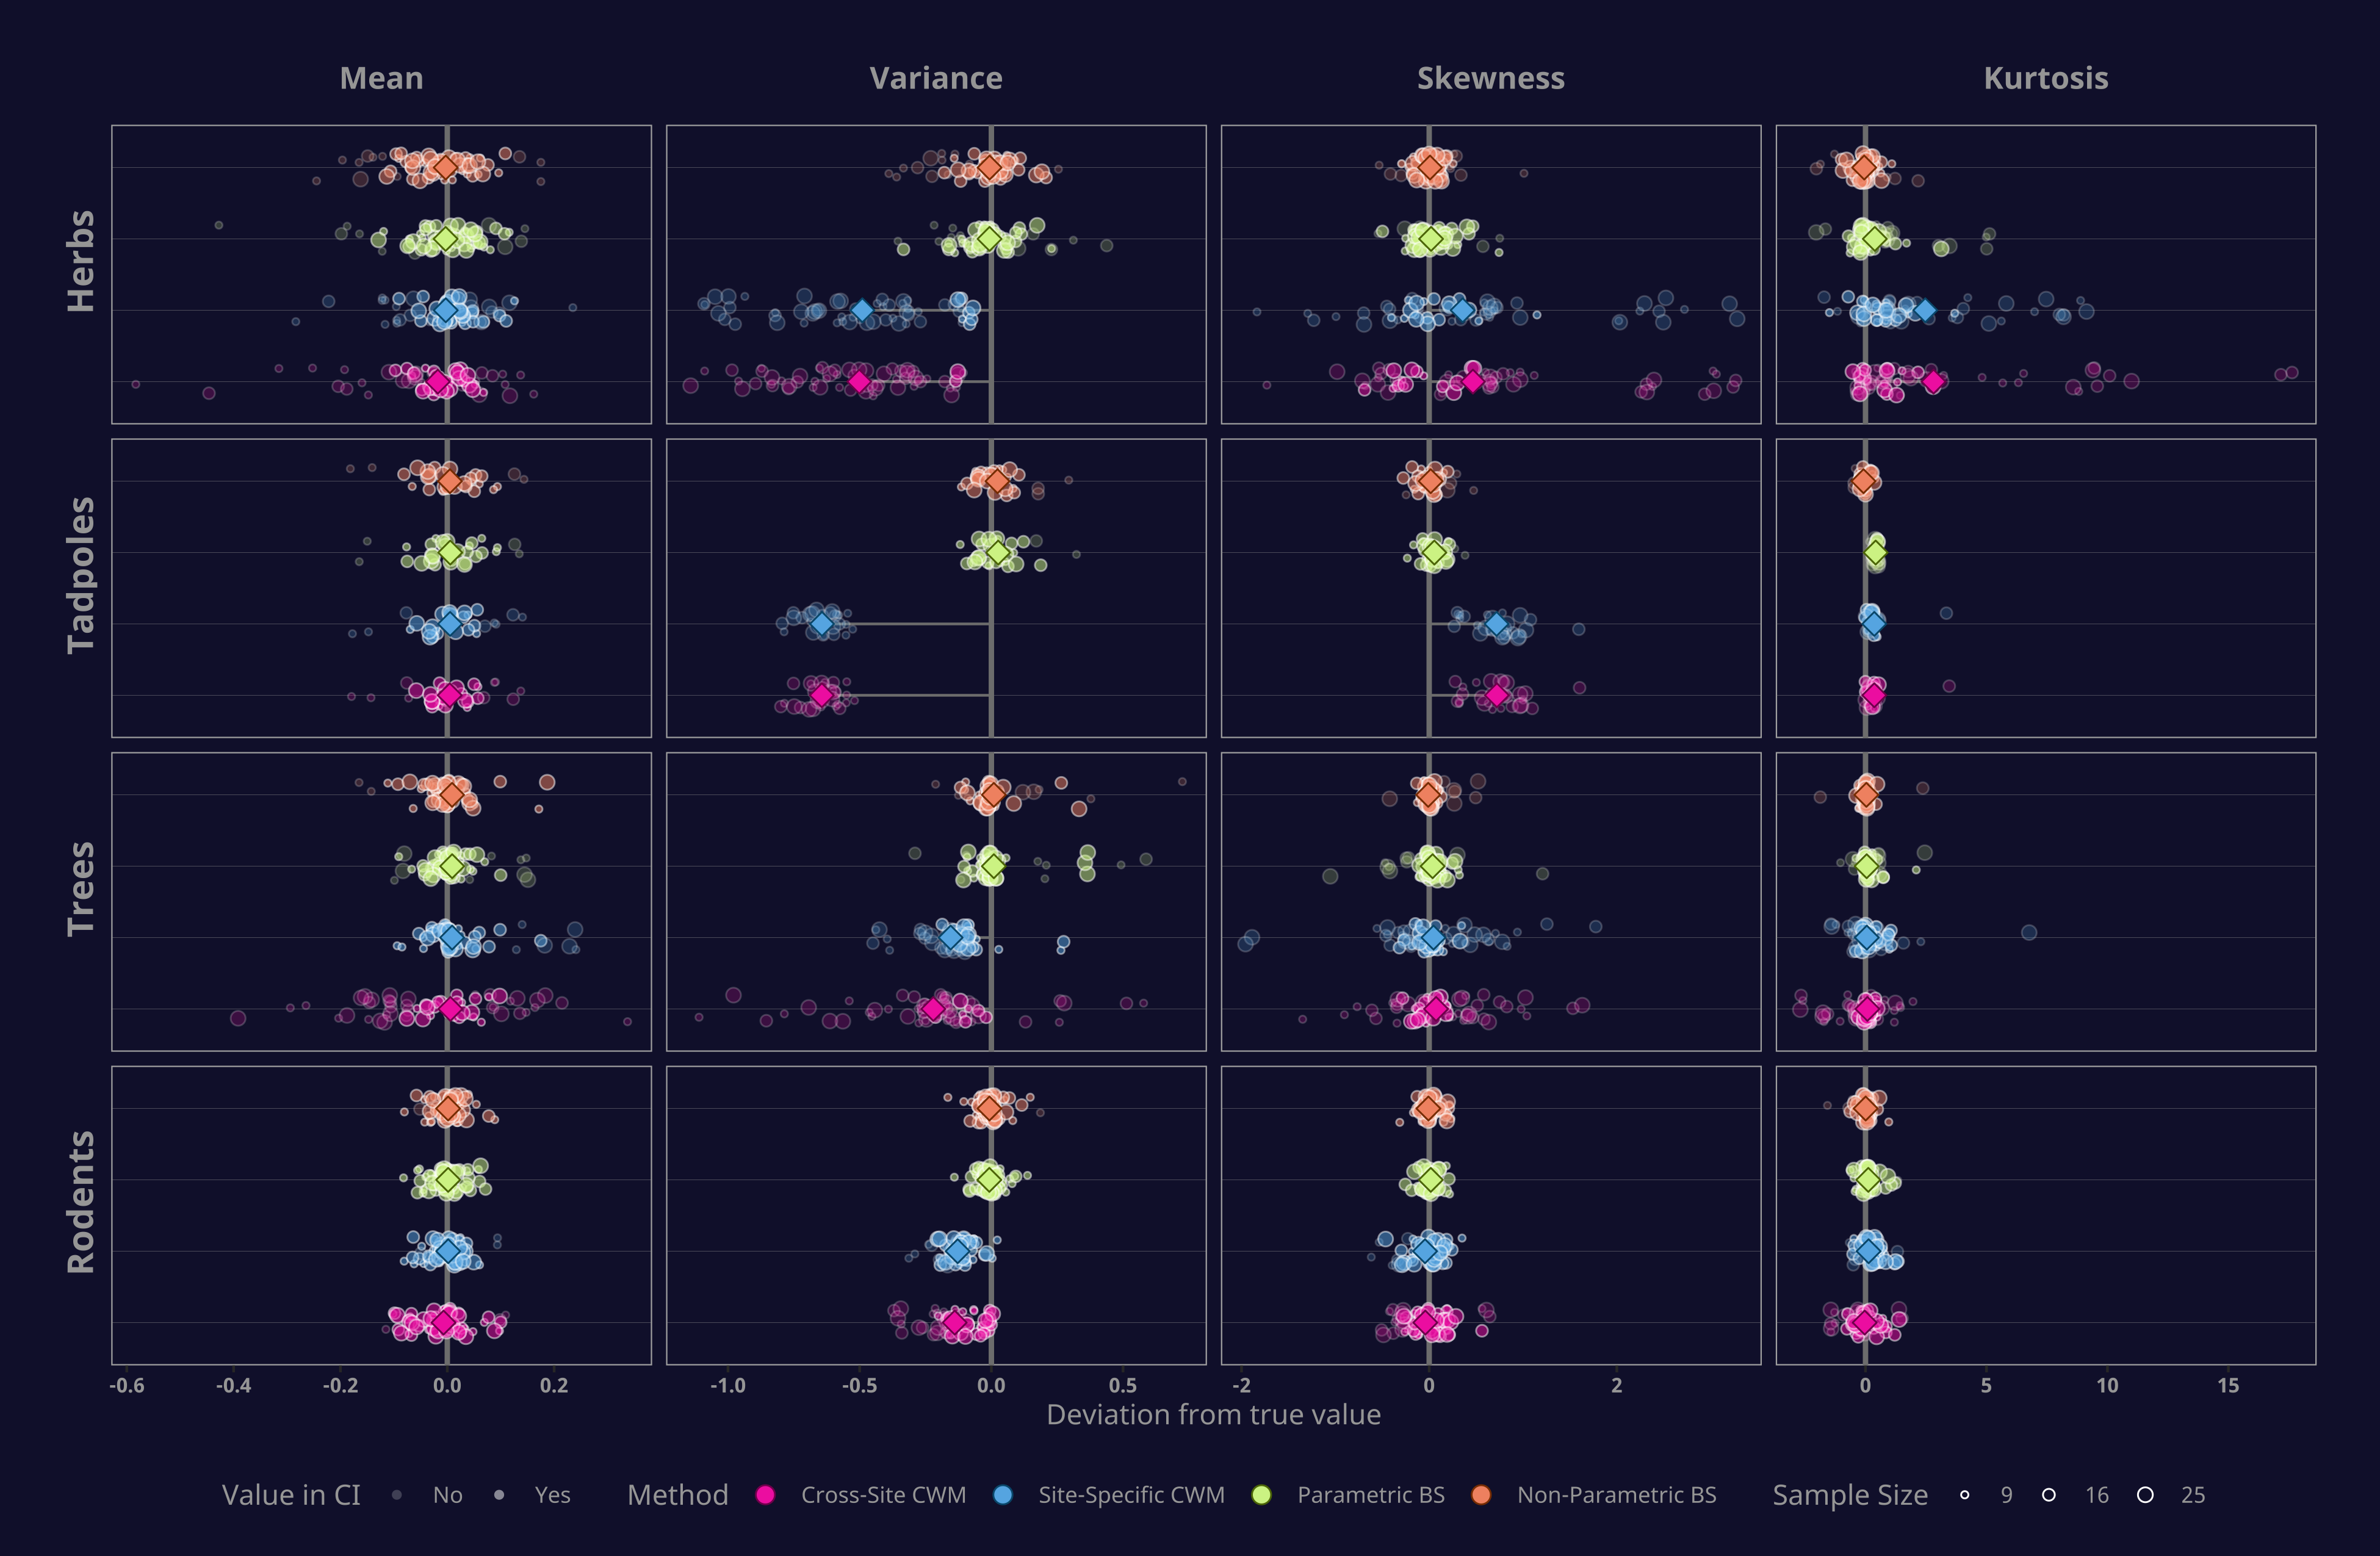 Mean Variance Skewness Kurtosis
Herbs
Tadpoles
Trees
Rodents
-0.6 -0.4 -0.2 0.0 0.2 -1.0 -0.5 0.0 0.5 -2 0 2 0 5 10 15
Deviation from true value
Value in CI No Yes Method Cross-Site CWM Site-Specific CWM Parametric BS Non-Parametric BS Sample Size 9 16 25